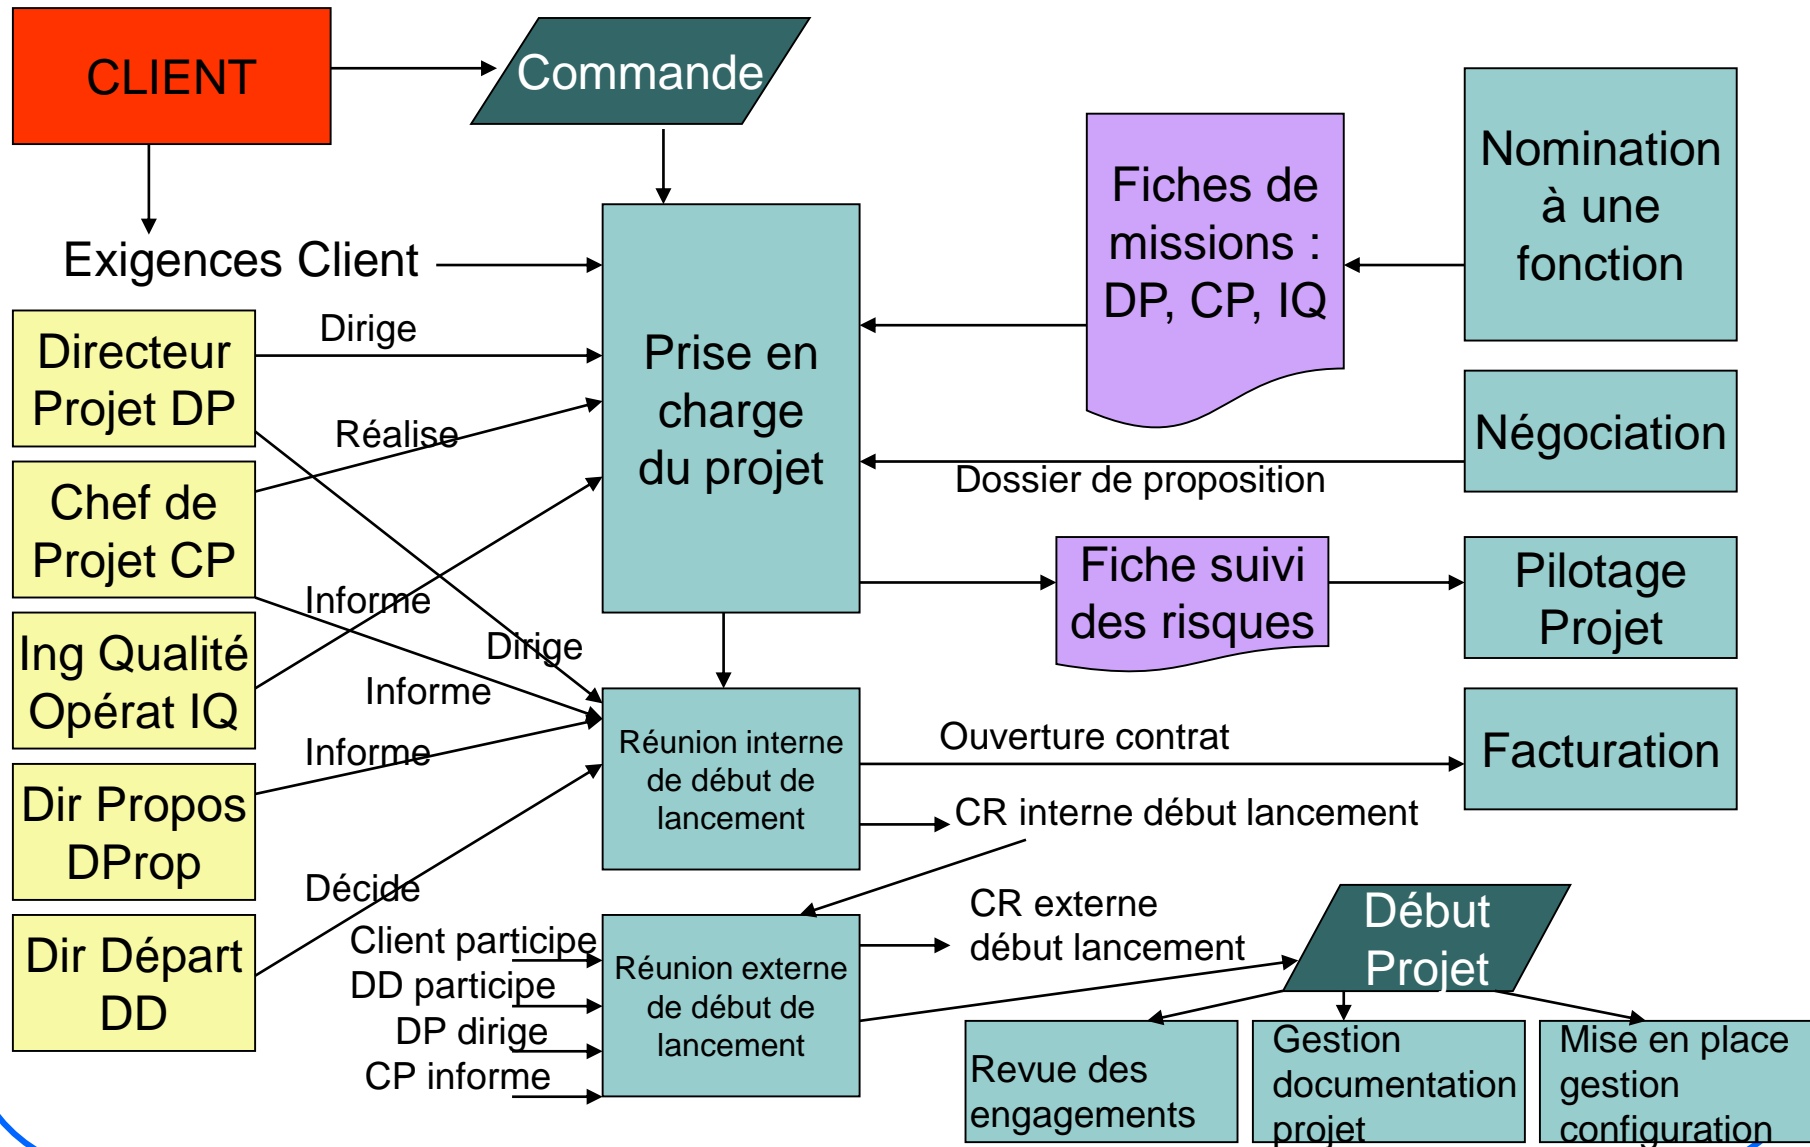 CLIENT
Commande
Exigences Client
Fiches de
missions :
DP, CP, IQ
Nomination
à une
fonction
Directeur
Projet DP
Dirige
Réalise
Prise en
charge
du projet
Négociation
Dossier de proposition
Chef de
Projet CP
Informe
Dirige
Informe
Fiche suivi
des risques
Pilotage
Projet
Ing Qualité
Opérat IQ
Informe
Réunion interne
de début de
lancement
Ouverture contrat
Facturation
CR interne début lancement
Dir Propos
DProp
Décide
Dir Départ
DD
Client participe
DD participe
DP dirige
CP informe
Réunion externe
de début de
lancement
CR externe
début lancement
Début
Projet
Revue des
engagements
Gestion
documentation
projet
Mise en place
gestion
configuration